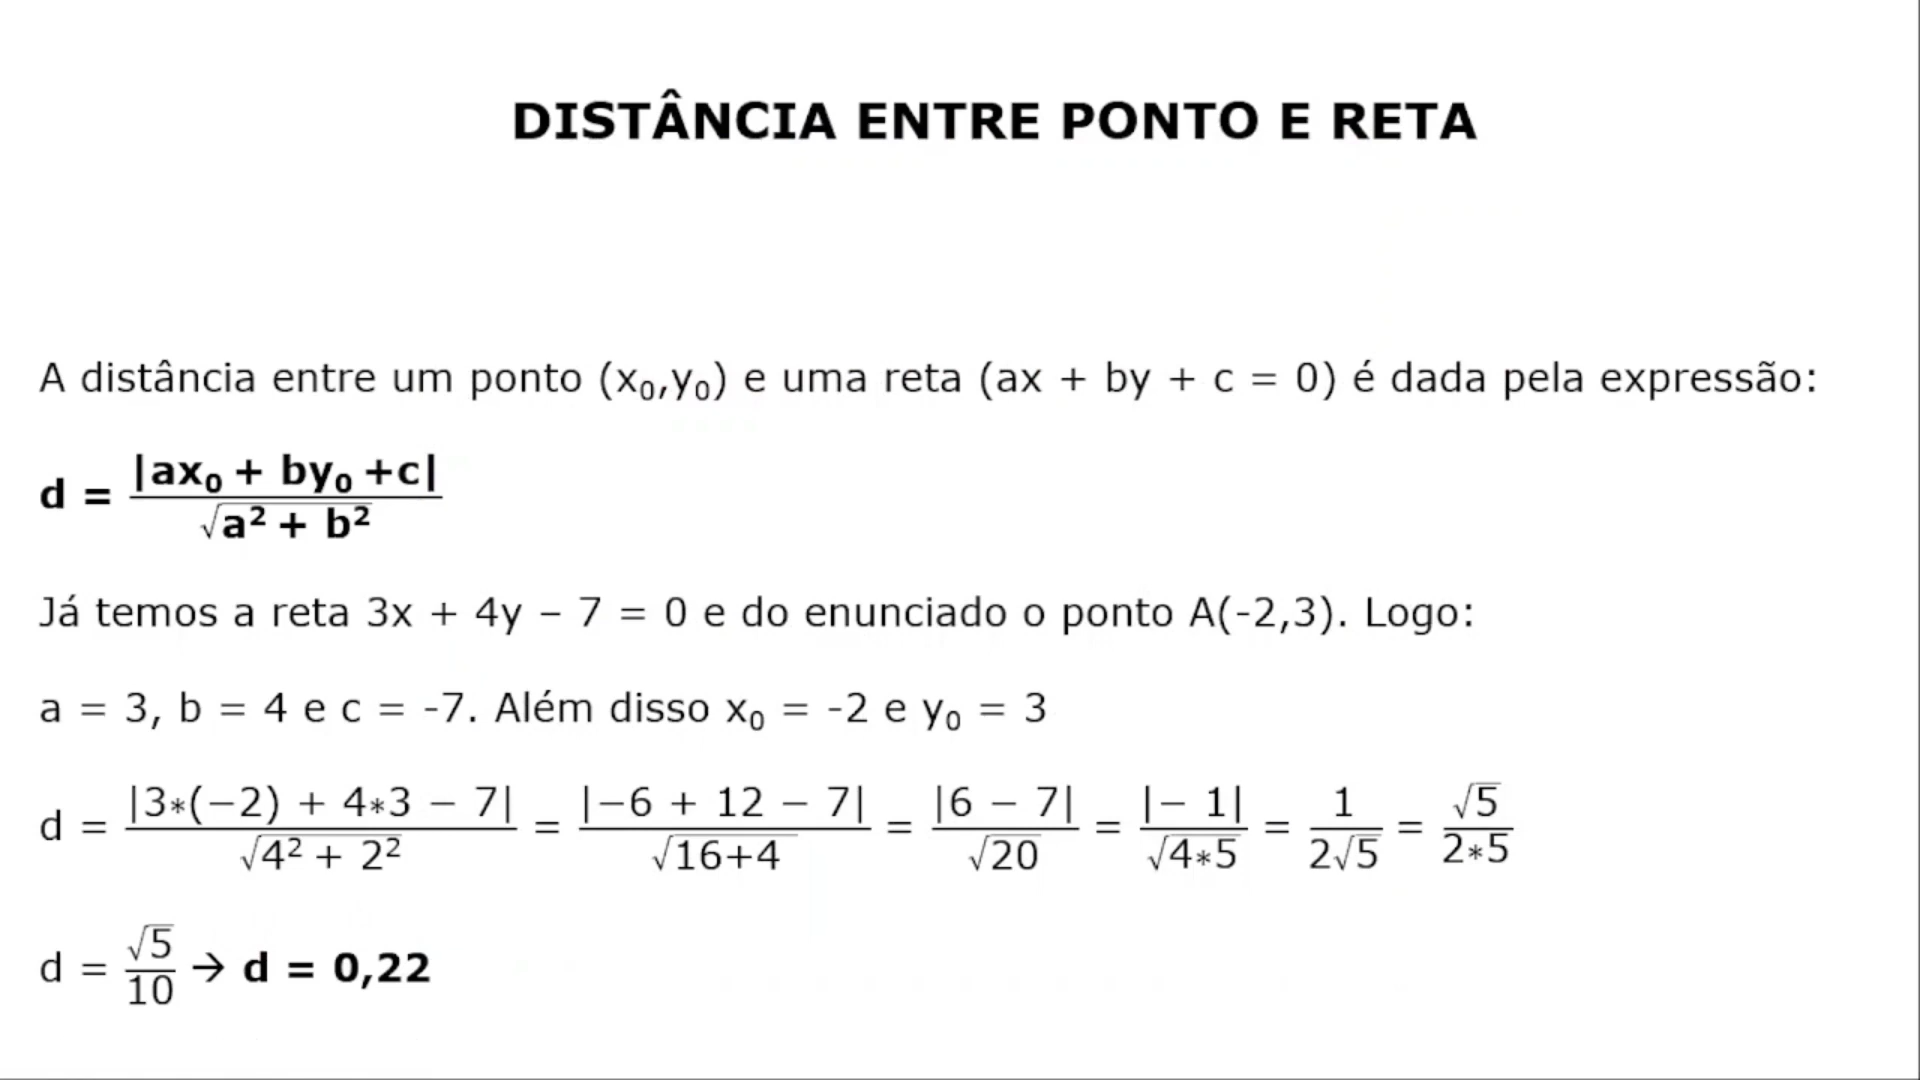 DISTÂNCIA ENTRE PONTO E RETA
A distância entre um ponto (x₀,y₀) e uma reta (ax + by + c = 0) é dada pela expressão:
d = |ax₀ + by₀ +c| / √(a² + b²)
Já temos a reta 3x + 4y – 7 = 0 e do enunciado o ponto A(-2,3). Logo:
a = 3, b = 4 e c = -7. Além disso x₀ = -2 e y₀ = 3
d = |3*(−2) + 4*3 − 7| / √(4² + 2²) = |−6 + 12 − 7| / √(16+4) = |6 − 7| / √20 = |− 1| / √(4*5) = 1 / 2√5 = √5 / 2*5
d = √5 / 10 → d = 0,22